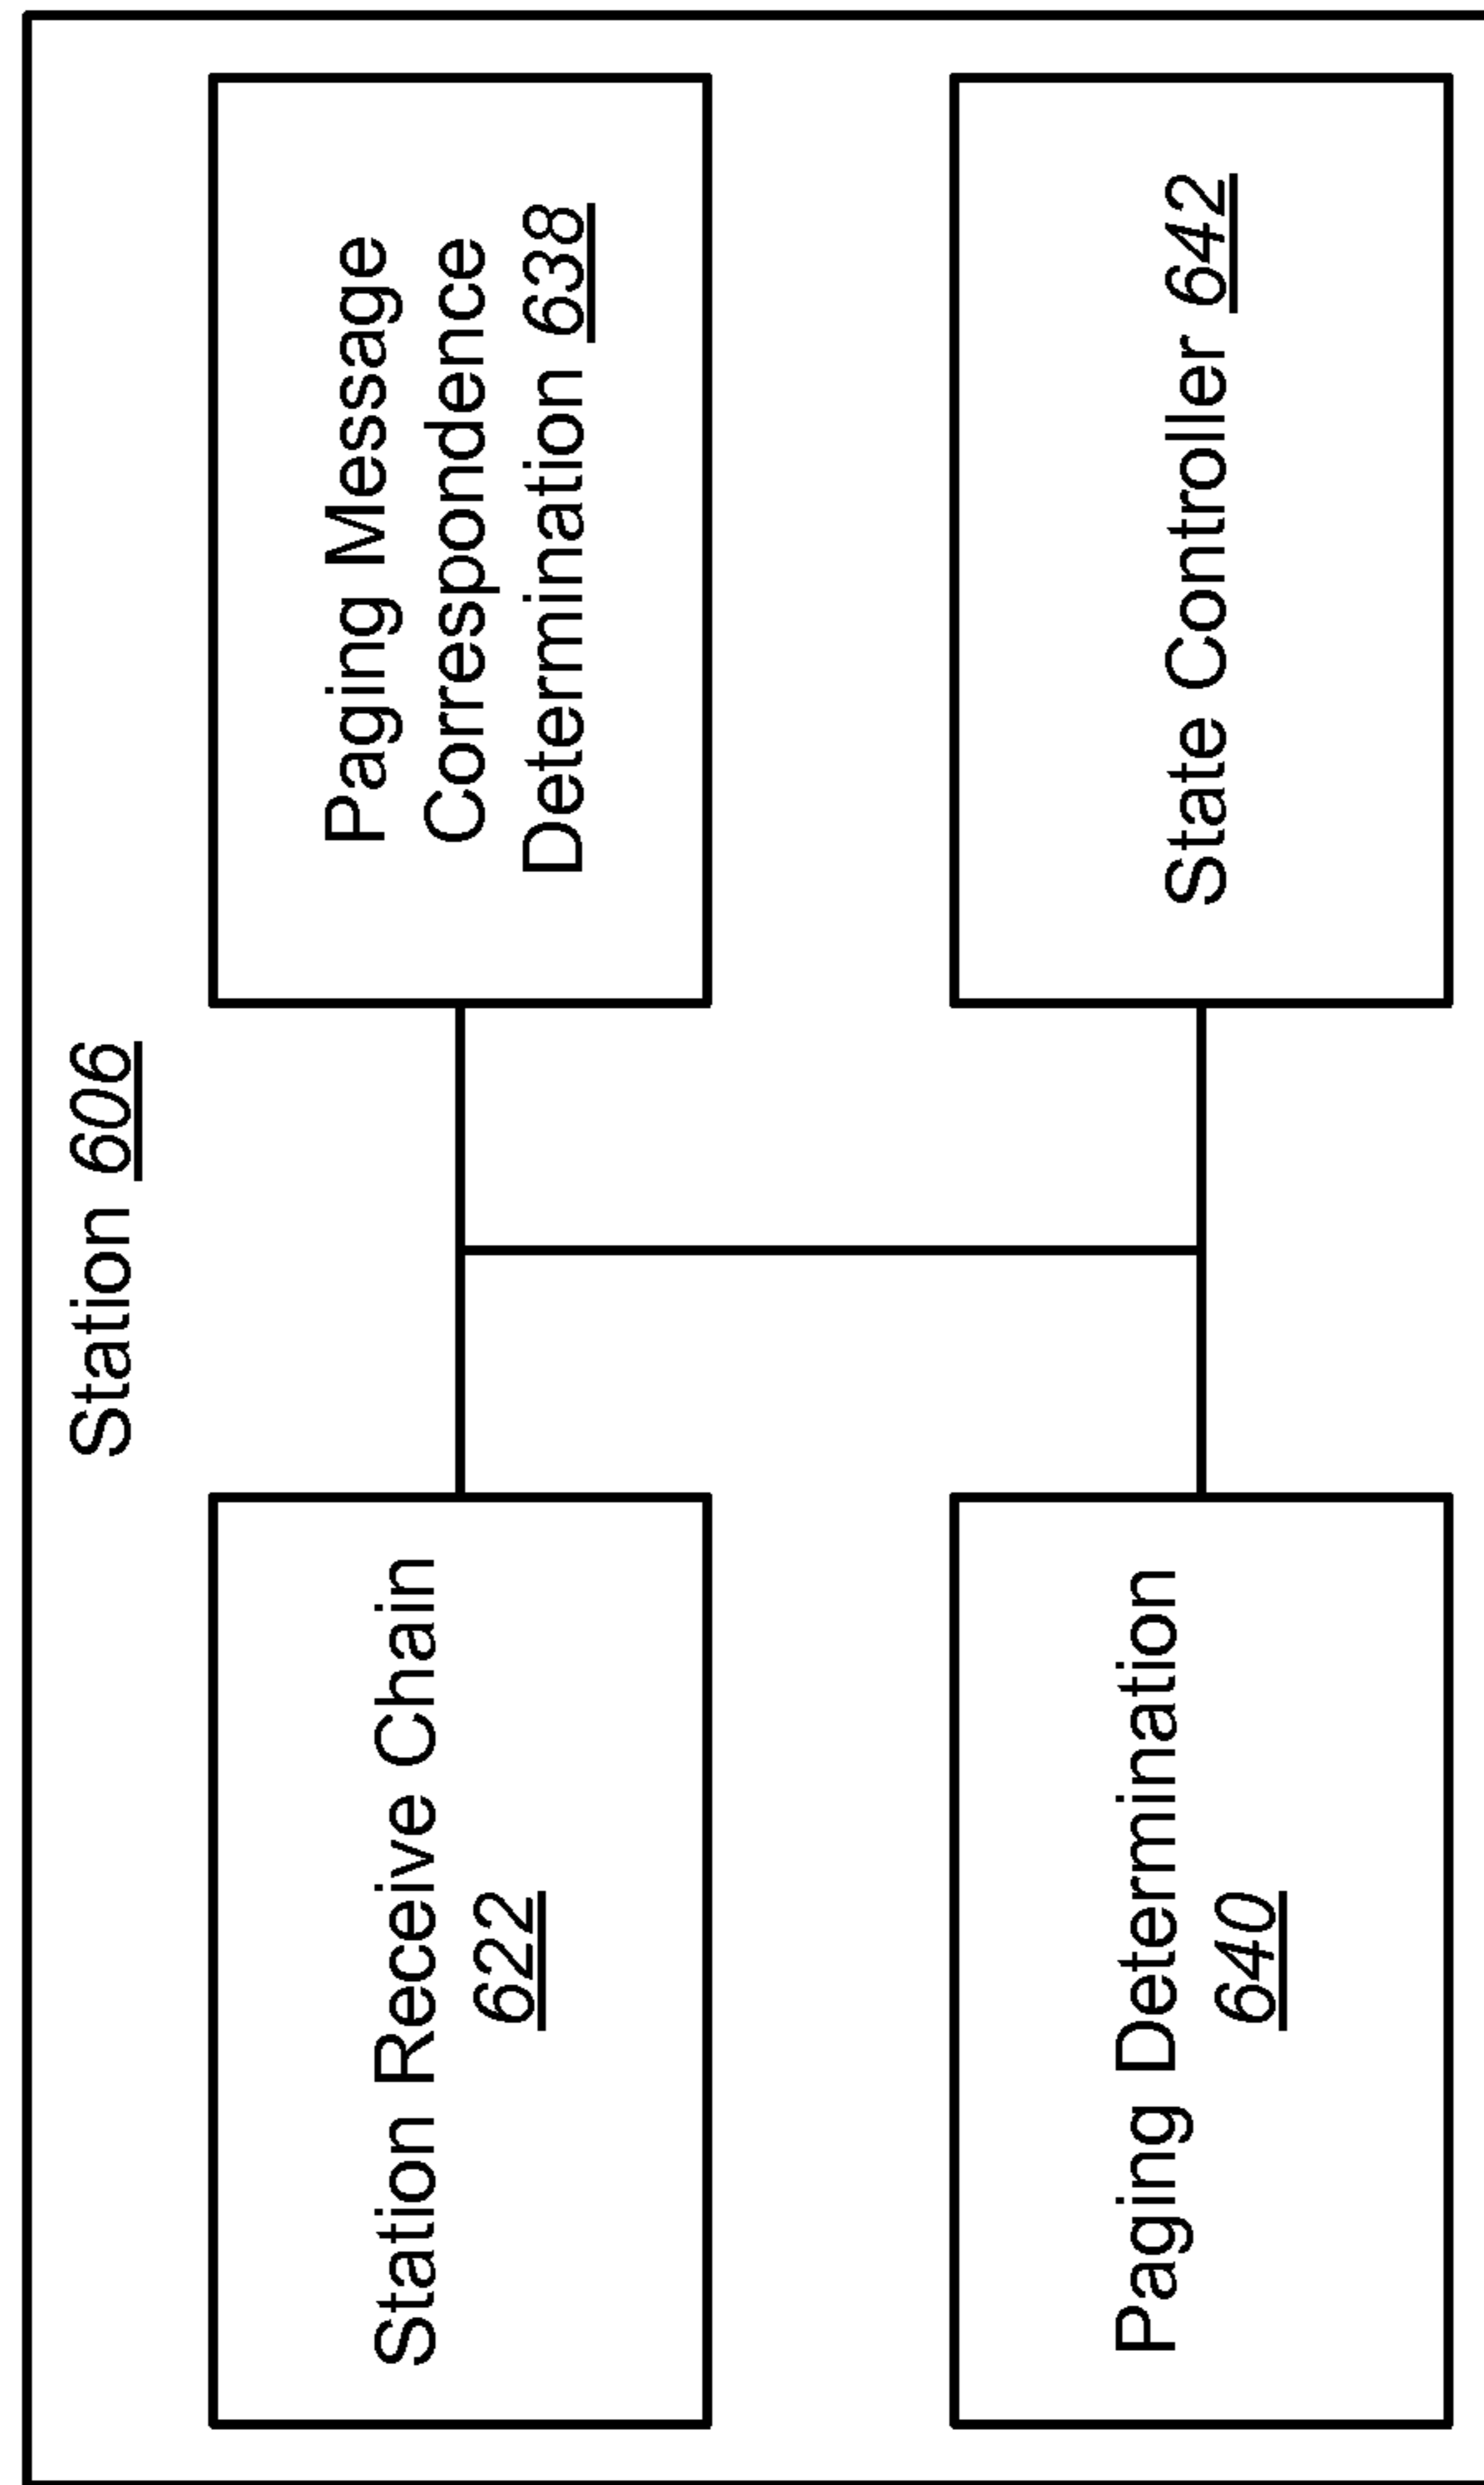 Station 606
Station Receive Chain
622
Paging Message
Correspondence
Determination 638
Paging Determination
640
State Controller 642